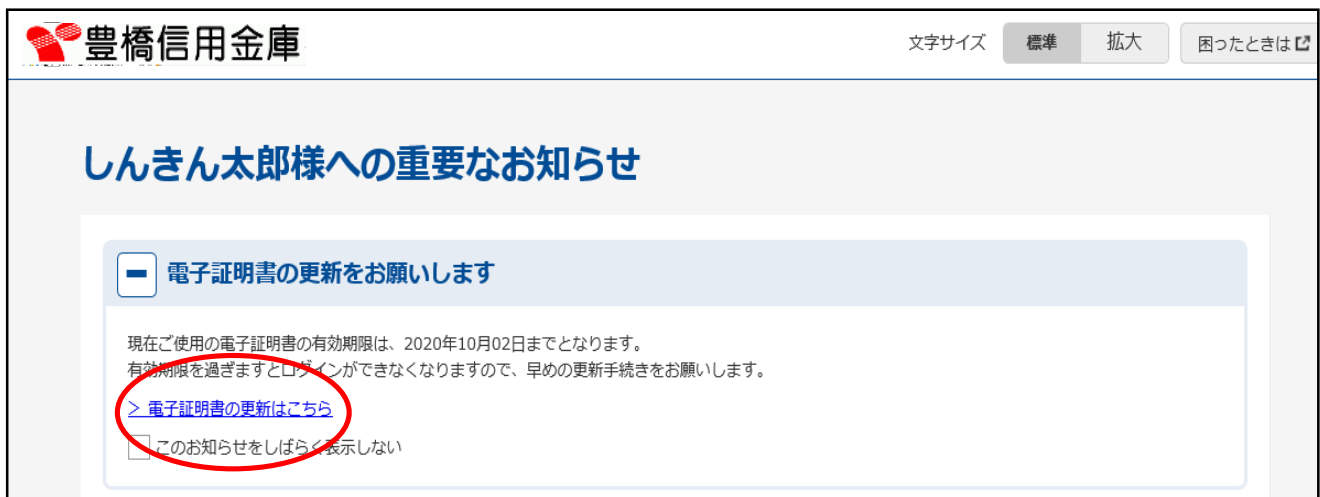 豊橋信用金庫
文字サイズ 標準 拡大 困ったときは
しんきん太郎様への重要なお知らせ
電子証明書の更新をお願いします
現在ご使用の電子証明書の有効期限は、2020年10月02日までとなります。
有効期限を過ぎますとログインができなくなりますので、早めの更新手続きをお願いします。
> 電子証明書の更新はこちら
このお知らせをしばらく表示しない